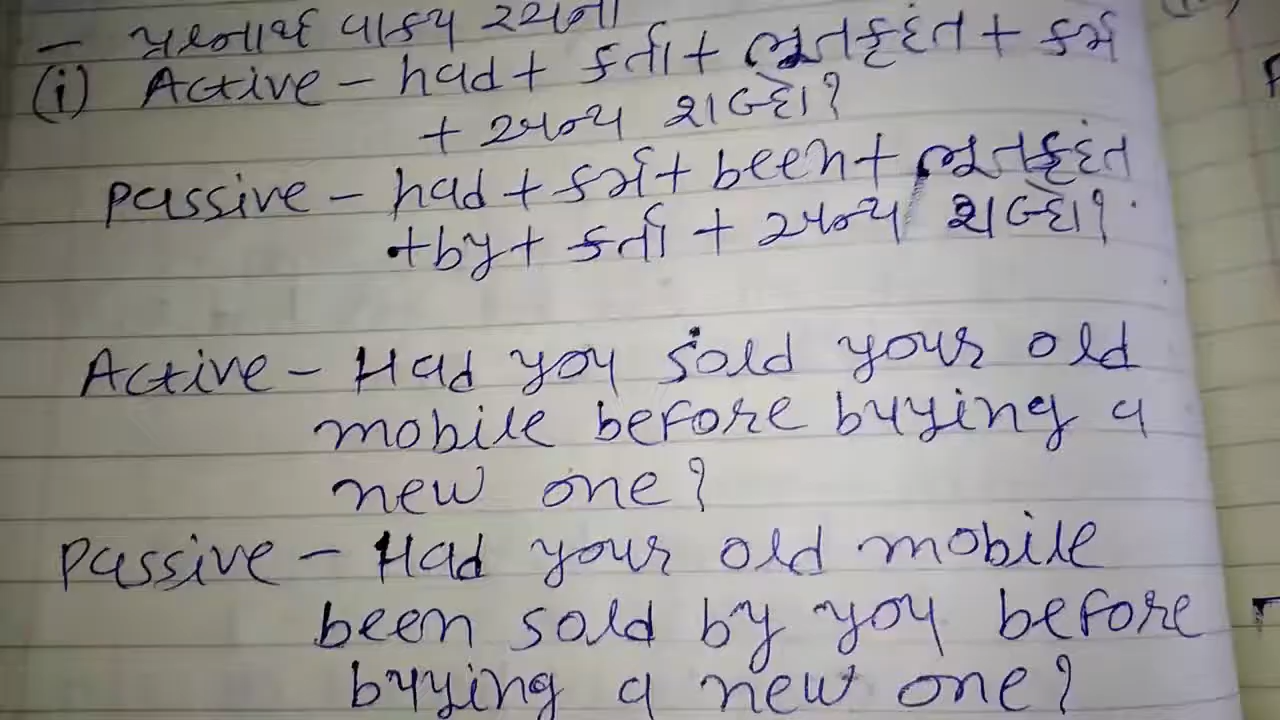 - પ્રશ્નાર્થ વાક્ય રચના
(i) Active - had + કર્તા + ભૂતકૃદંત + કર્મ
+ અન્ય શબ્દો?
Passive - had + કર્મ + been + ભૂતકૃદંત
+ by + કર્તા + અન્ય શબ્દો?
Active - Had you sold your old
mobile before buying a
new one?
Passive - Had your old mobile
been sold by you before
buying a new one?